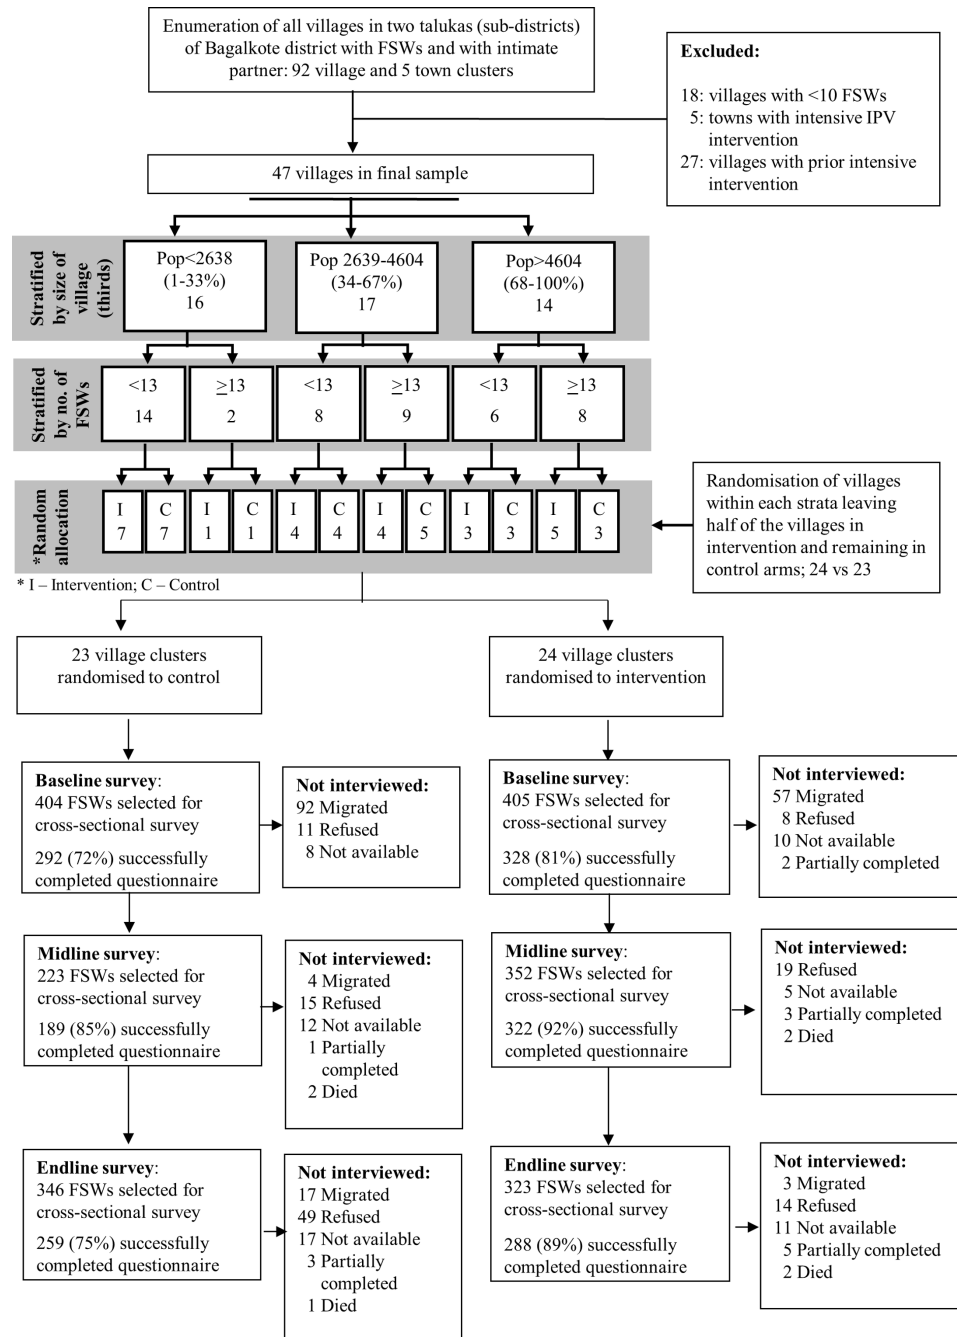 Enumeration of all villages in two talukas (sub-districts)
of Bagalkote district with FSWs and with intimate
partner: 92 village and 5 town clusters
Excluded:
18: villages with <10 FSWs
5: towns with intensive IPV
intervention
27: villages with prior intensive
intervention
47 villages in final sample
Stratified
by size of
village
(thirds)
Pop<2638
(1-33%)
16
Pop 2639-4604
(34-67%)
17
Pop>4604
(68-100%)
14
Stratified
by no. of
FSWs
<13
14
≥13
2
<13
8
≥13
9
<13
6
≥13
8
*Random
allocation
I
7
C
7
I
1
C
1
I
4
C
4
I
4
C
5
I
3
C
3
I
5
C
3
Randomisation of villages
within each strata leaving
half of the villages in
intervention and remaining in
control arms; 24 vs 23
* I – Intervention; C – Control
23 village clusters
randomised to control
24 village clusters
randomised to intervention
Baseline survey:
404 FSWs selected for
cross-sectional survey
292 (72%) successfully
completed questionnaire
Not interviewed:
92 Migrated
11 Refused
8 Not available
Baseline survey:
405 FSWs selected for
cross-sectional survey
328 (81%) successfully
completed questionnaire
Not interviewed:
57 Migrated
8 Refused
10 Not available
2 Partially completed
Midline survey:
223 FSWs selected for
cross-sectional survey
189 (85%) successfully
completed questionnaire
Not interviewed:
4 Migrated
15 Refused
12 Not available
1 Partially
completed
2 Died
Midline survey:
352 FSWs selected for
cross-sectional survey
322 (92%) successfully
completed questionnaire
Not interviewed:
19 Refused
5 Not available
3 Partially completed
2 Died
Endline survey:
346 FSWs selected for
cross-sectional survey
259 (75%) successfully
completed questionnaire
Not interviewed:
17 Migrated
49 Refused
17 Not available
3 Partially
completed
1 Died
Endline survey:
323 FSWs selected for
cross-sectional survey
288 (89%) successfully
completed questionnaire
Not interviewed:
3 Migrated
14 Refused
11 Not available
5 Partially completed
2 Died